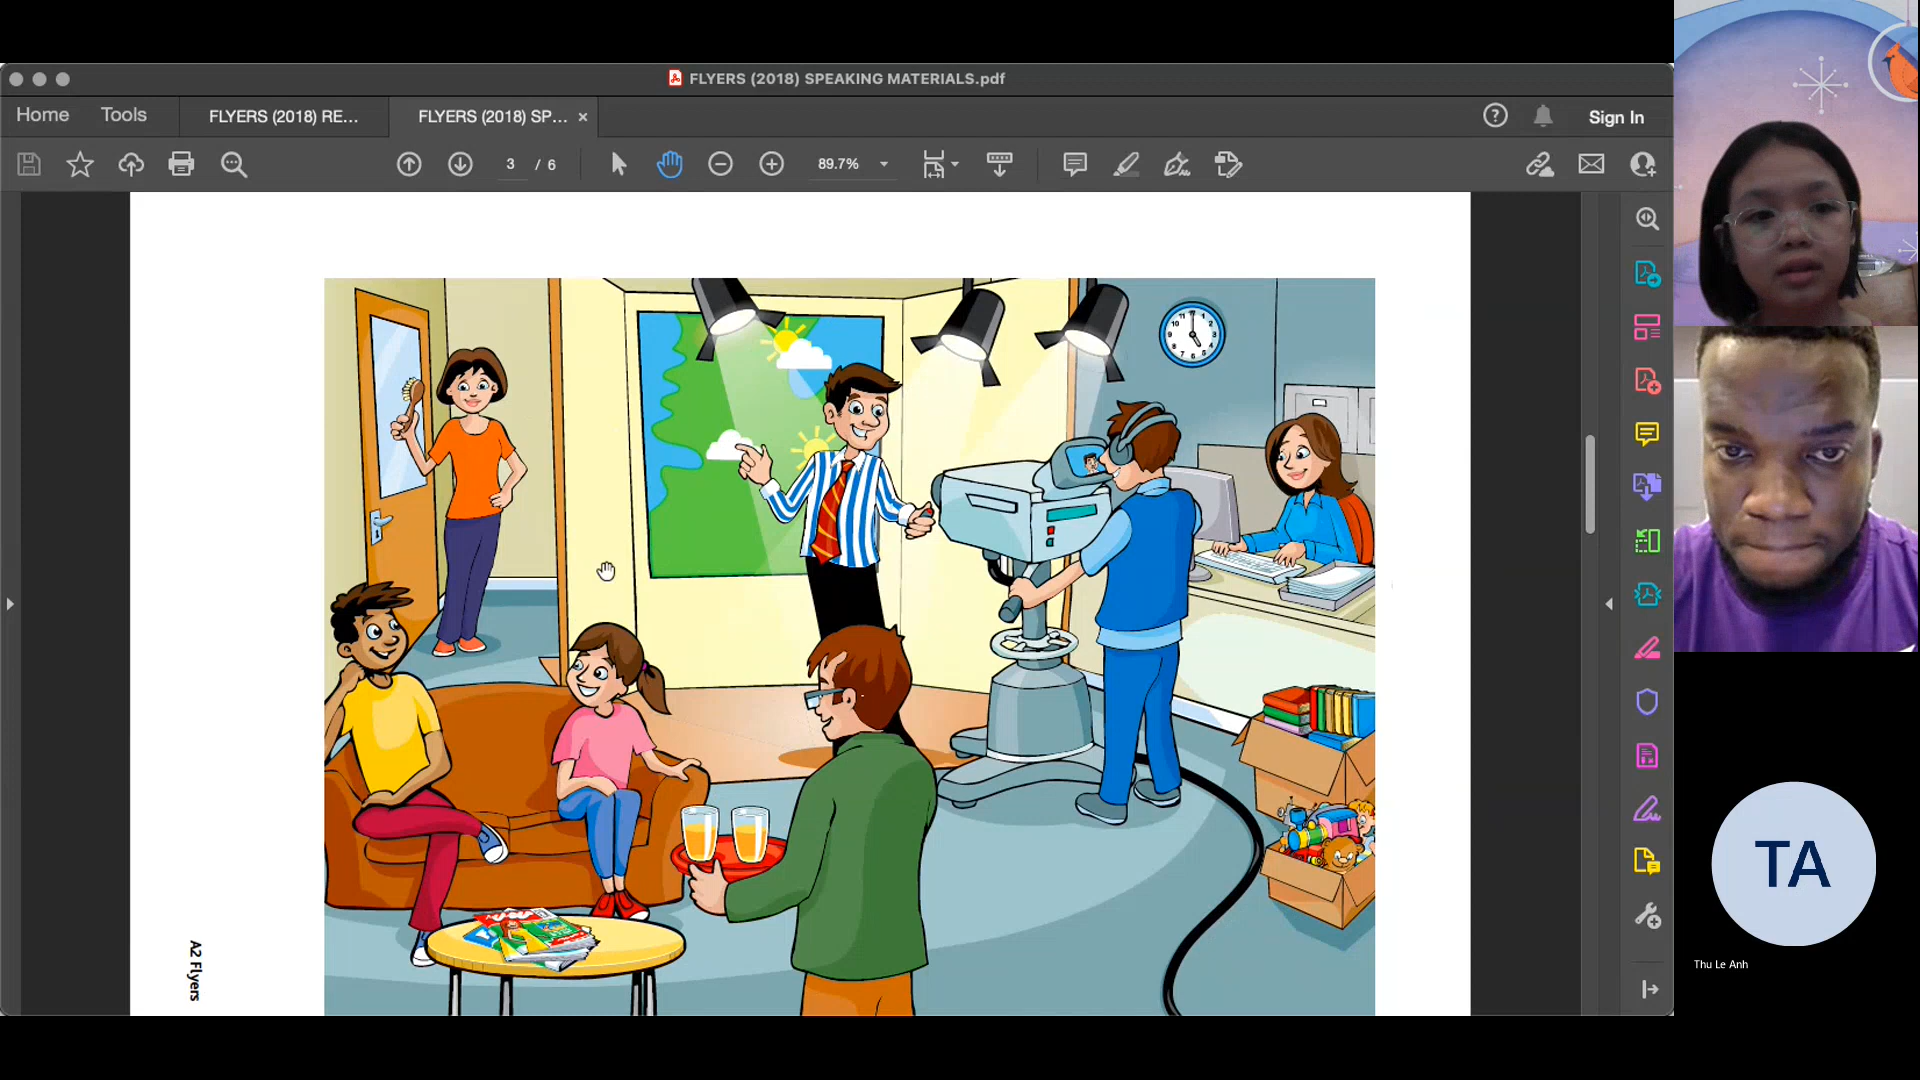 FLYERS (2018) SPEAKING MATERIALS.pdf
Home
Tools
FLYERS (2018) RE...
FLYERS (2018) SP... ×
Sign In
3 / 6
89.7%
A2 Flyers
TA
Thu Le Anh